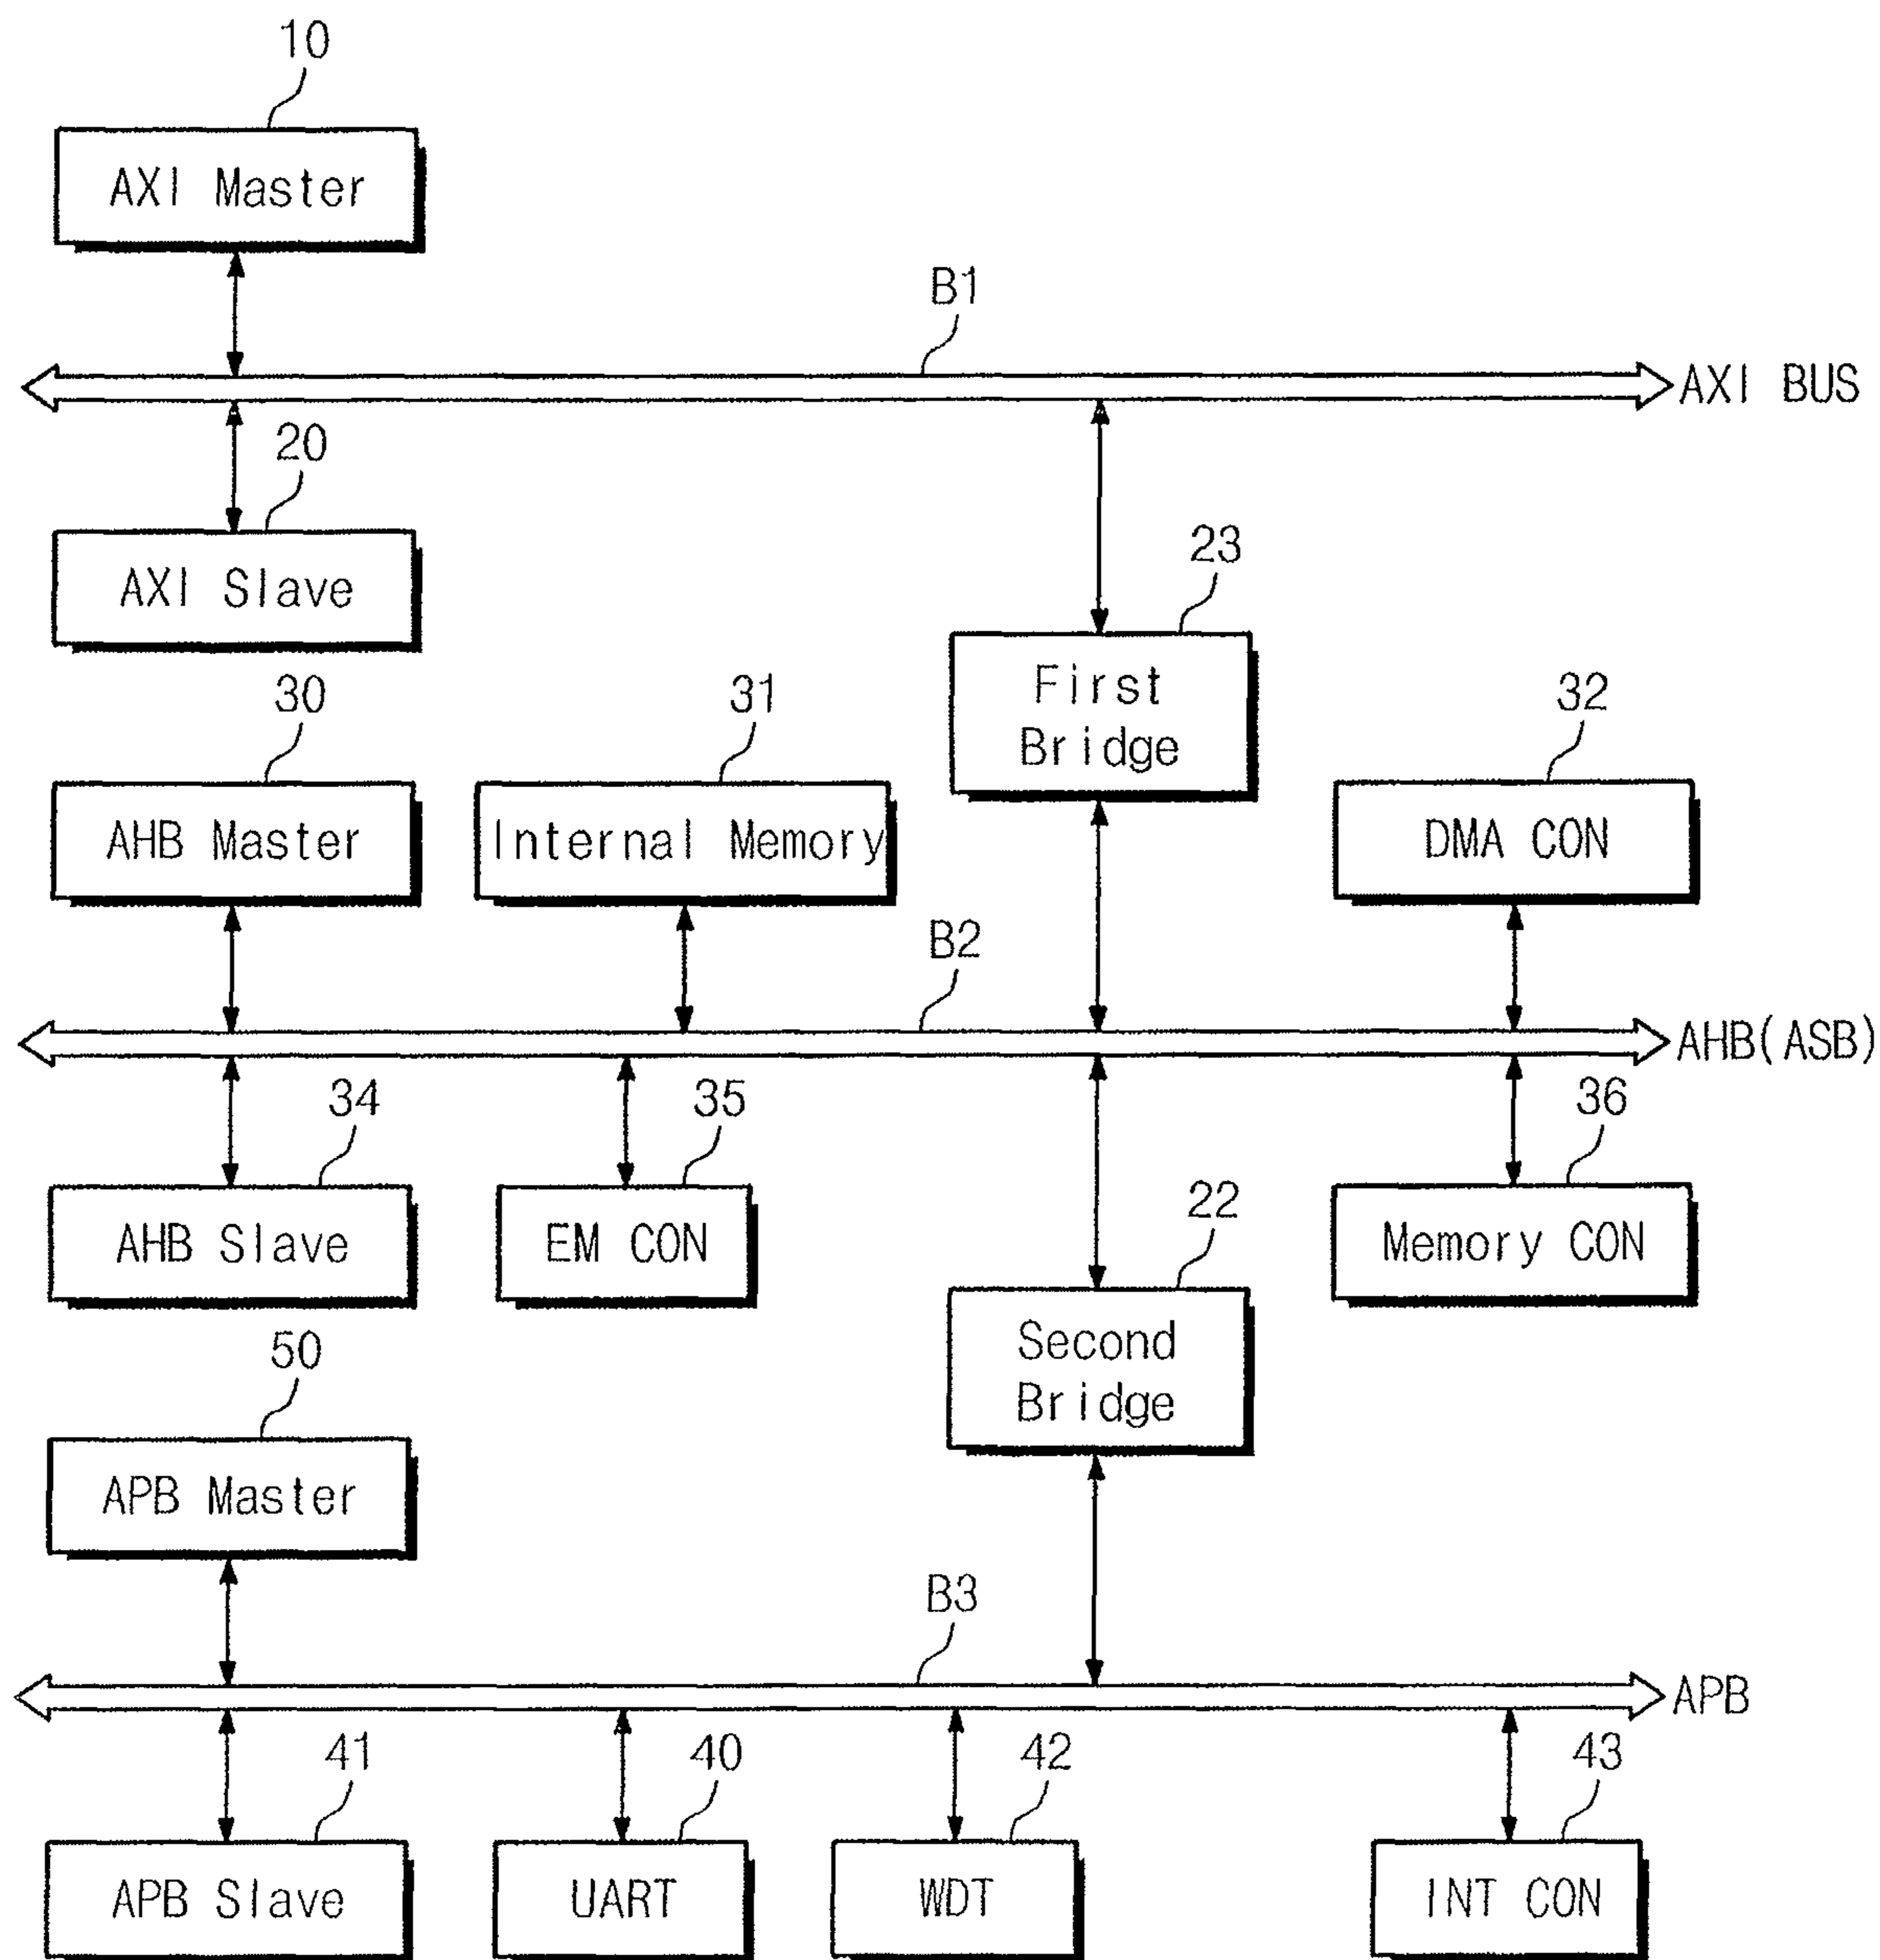 10
AXI Master
B1
AXI BUS
20
AXI Slave
23
First
Bridge
30
AHB Master
31
Internal Memory
32
DMA CON
B2
AHB(ASB)
34
AHB Slave
35
EM CON
36
Memory CON
22
Second
Bridge
50
APB Master
B3
APB
41
APB Slave
40
UART
42
WDT
43
INT CON